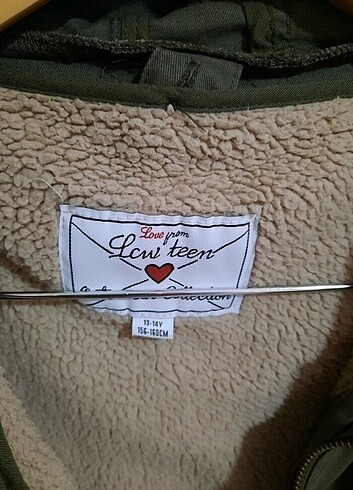 Love from
Lcw teen
Collection
13-14Y
156-160CM